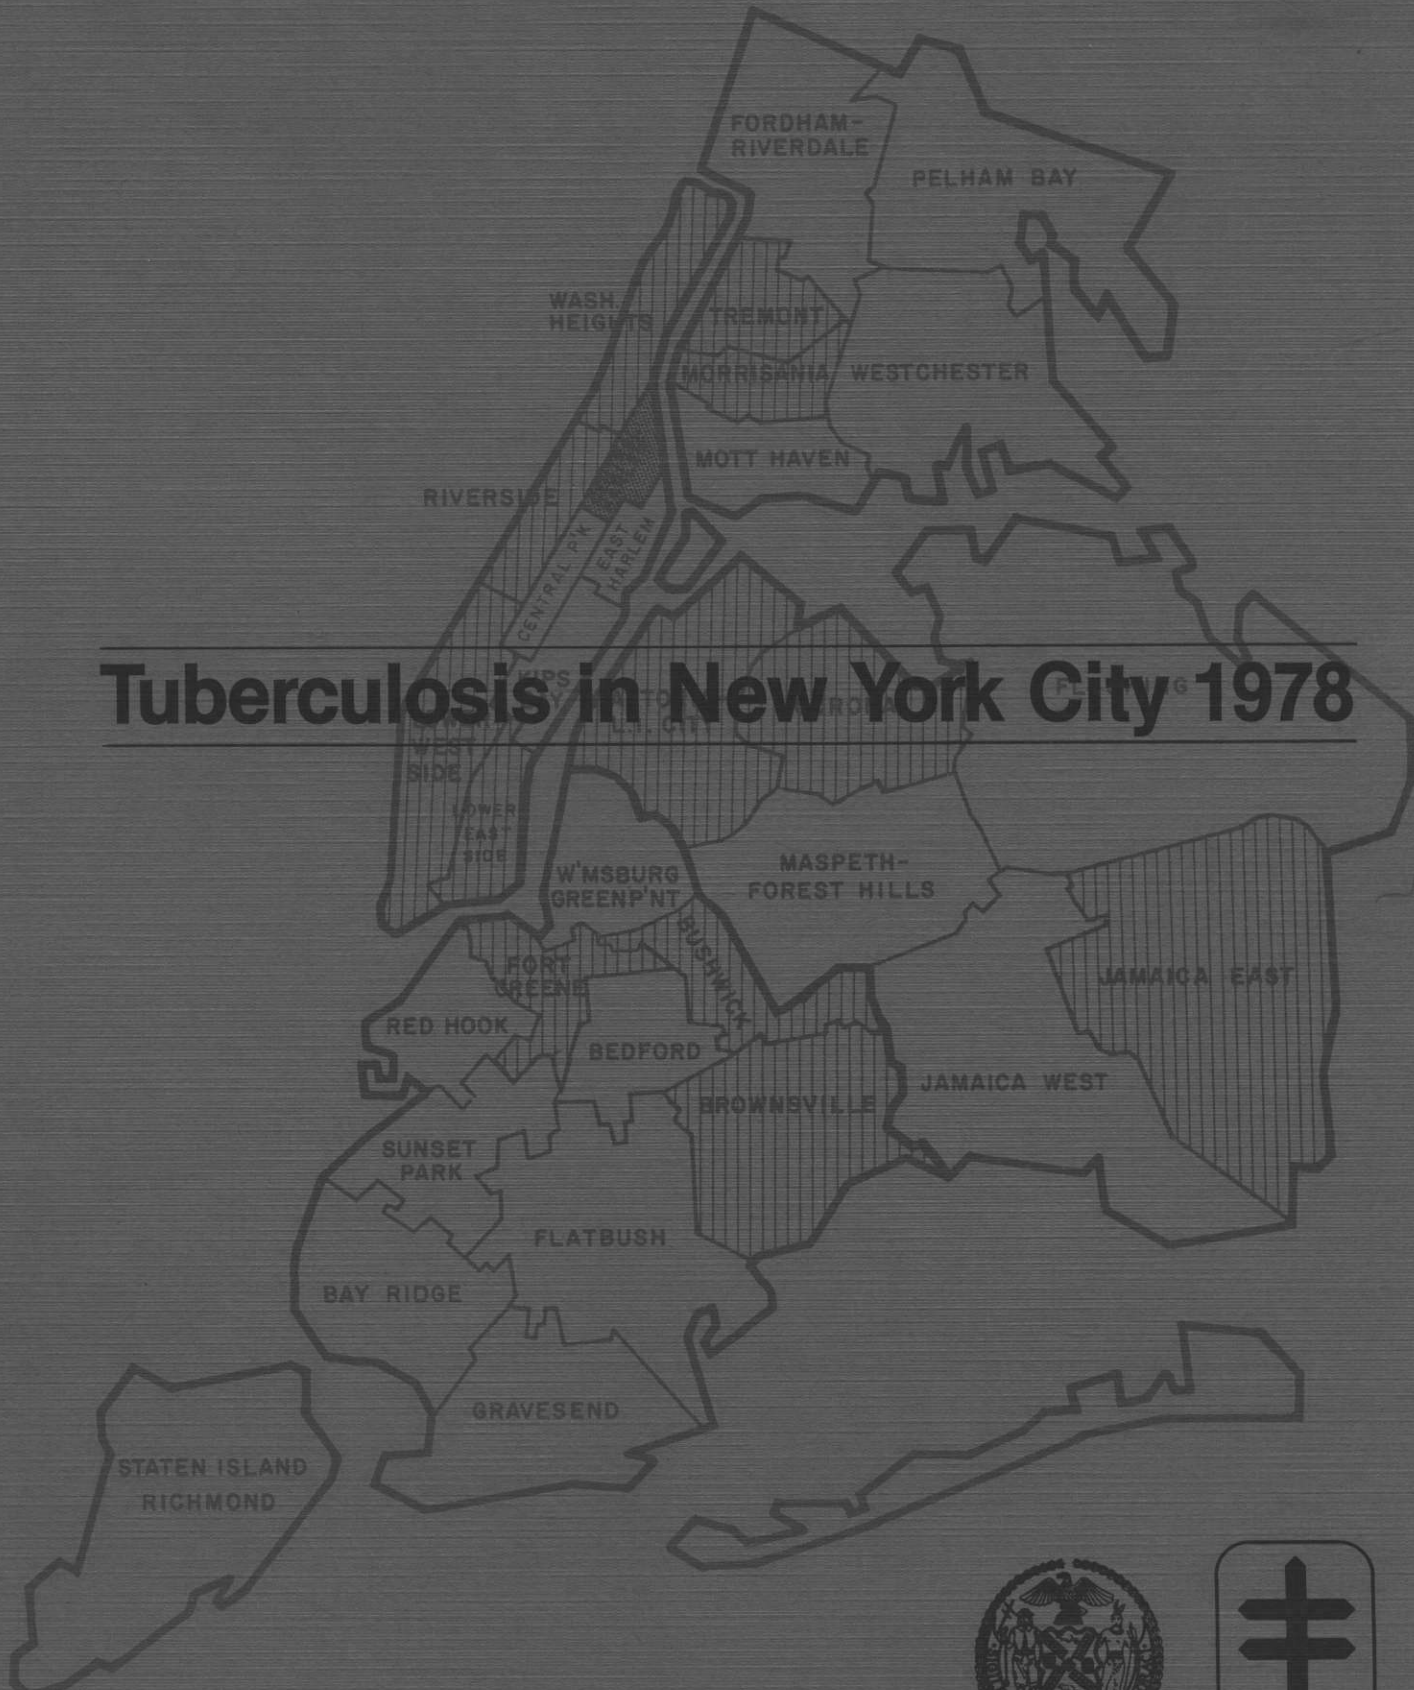 FORDHAM-
RIVERDALE
PELHAM BAY
WASH.
HEIGHTS
TREMONT
MORRISANIA
WESTCHESTER
MOTT HAVEN
RIVERSIDE
CENTRAL P'K
EAST
HARLEM
Tuberculosis in New York City 1978
KIPS
L.I. CITY
WEST
SIDE
LOWER
EAST
SIDE
W'MSBURG
GREENP'NT
MASPETH-
FOREST HILLS
BUSHWICK
FORT
GREENE
JAMAICA EAST
RED HOOK
BEDFORD
JAMAICA WEST
BROWNSVILLE
SUNSET
PARK
FLATBUSH
BAY RIDGE
GRAVESEND
STATEN ISLAND
RICHMOND